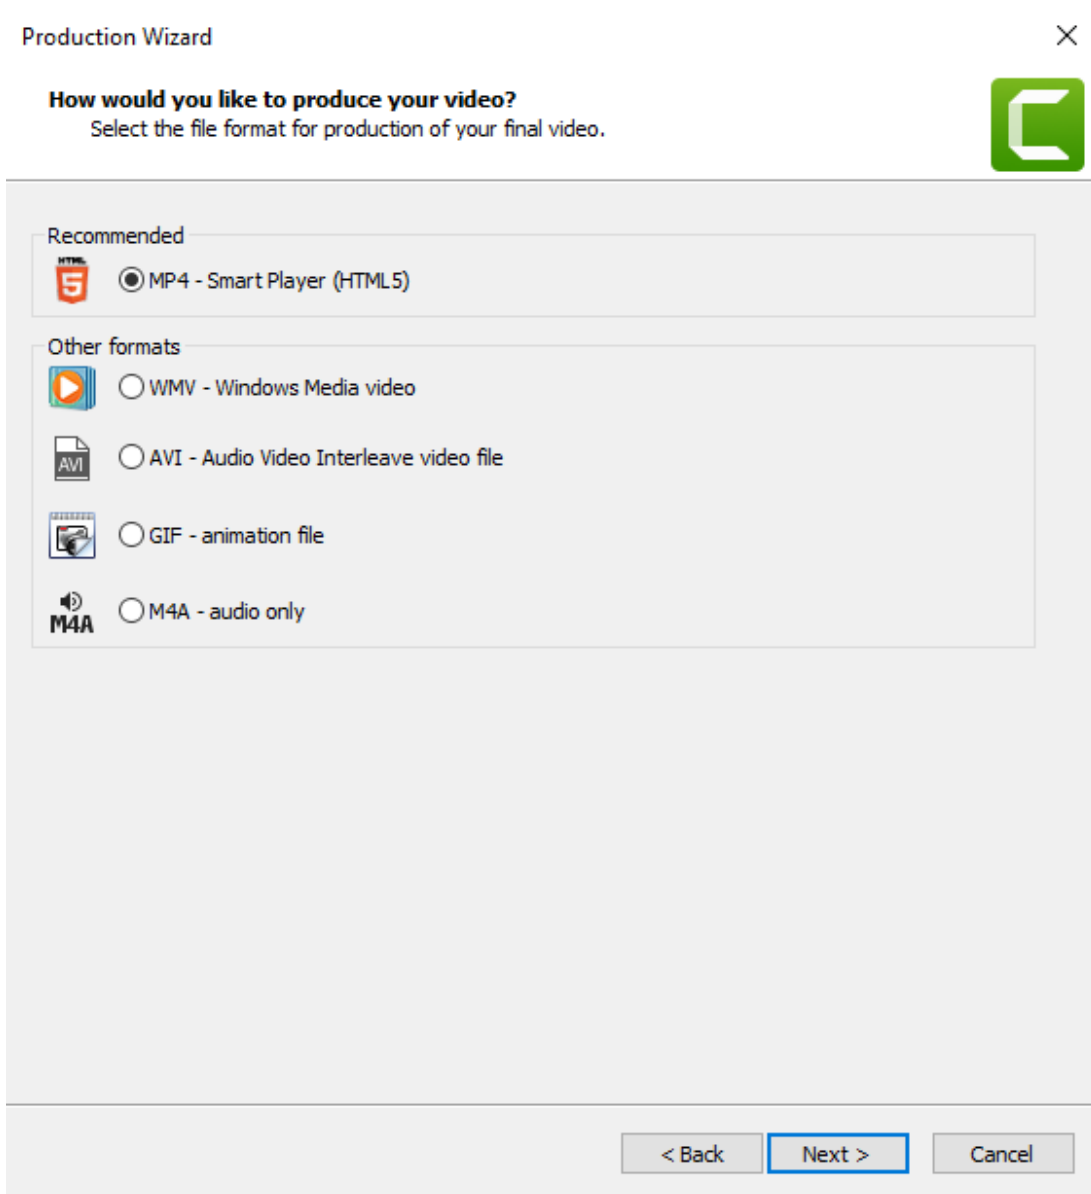 Production Wizard
How would you like to produce your video?
Select the file format for production of your final video.
Recommended
HTML
5
MP4 - Smart Player (HTML5)
Other formats
WMV - Windows Media video
AVI
AVI - Audio Video Interleave video file
GIF - animation file
M4A
M4A - audio only
< Back
Next >
Cancel